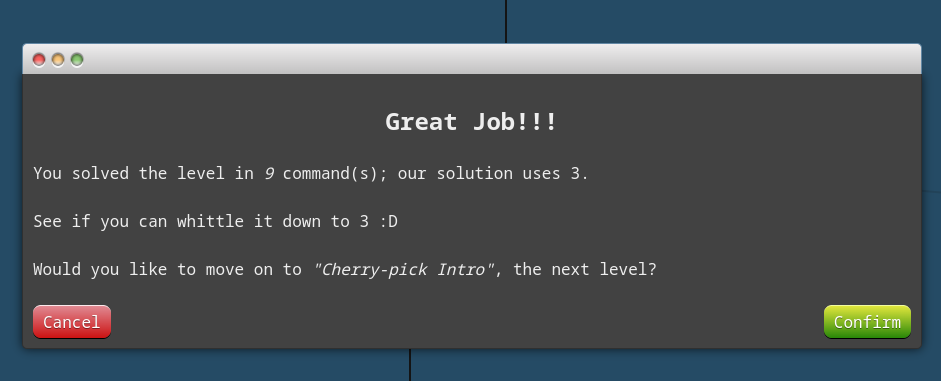 Great Job!!!
You solved the level in 9 command(s); our solution uses 3.
See if you can whittle it down to 3 :D
Would you like to move on to "Cherry-pick Intro", the next level?
Cancel
Confirm